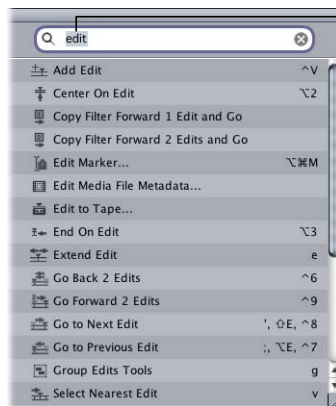 edit
Add Edit ^V
Center On Edit ⌥2
Copy Filter Forward 1 Edit and Go
Copy Filter Forward 2 Edits and Go
Edit Marker... ⌥⌘M
Edit Media File Metadata...
Edit to Tape...
End On Edit ⌥3
Extend Edit e
Go Back 2 Edits ^6
Go Forward 2 Edits ^9
Go to Next Edit ', ⇧E, ^8
Go to Previous Edit ;, ⌥E, ^7
Group Edits Tools g
Select Nearest Edit v